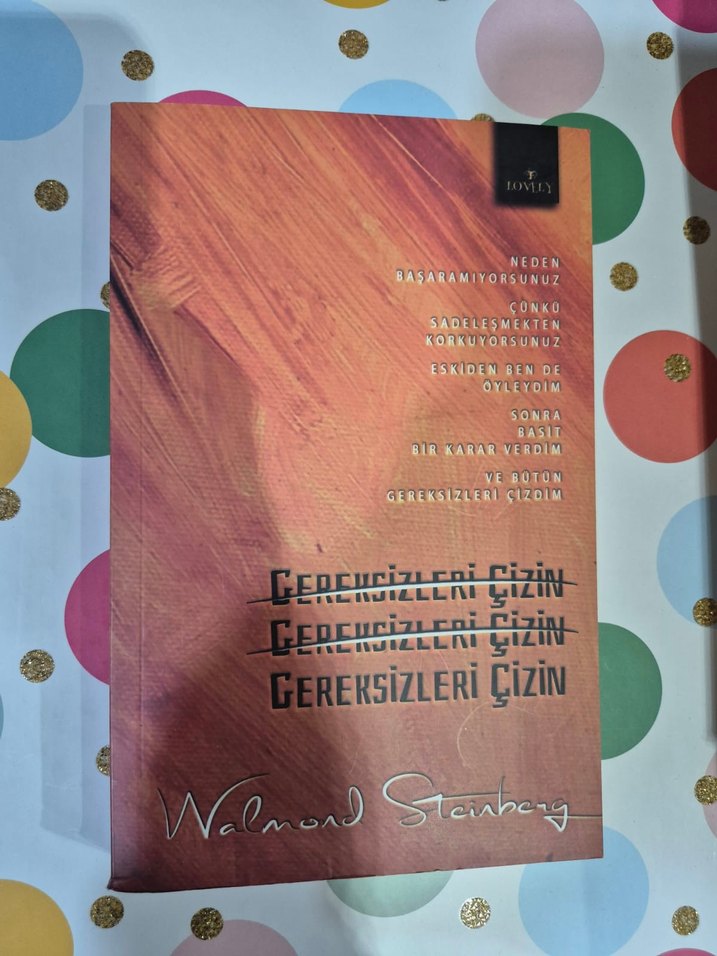 LOVELY
NEDEN
BAŞARAMIYORSUNUZ
ÇÜNKÜ
SADELEŞMEKTEN
KORKUYORSUNUZ
ESKİDEN BEN DE
ÖYLEYDİM
SONRA
BASİT
BİR KARAR VERDİM
VE BÜTÜN
GEREKSİZLERİ ÇİZDİM
GEREKSİZLERİ ÇİZİN
GEREKSİZLERİ ÇİZİN
GEREKSİZLERİ ÇİZİN
Walmond Steinberg